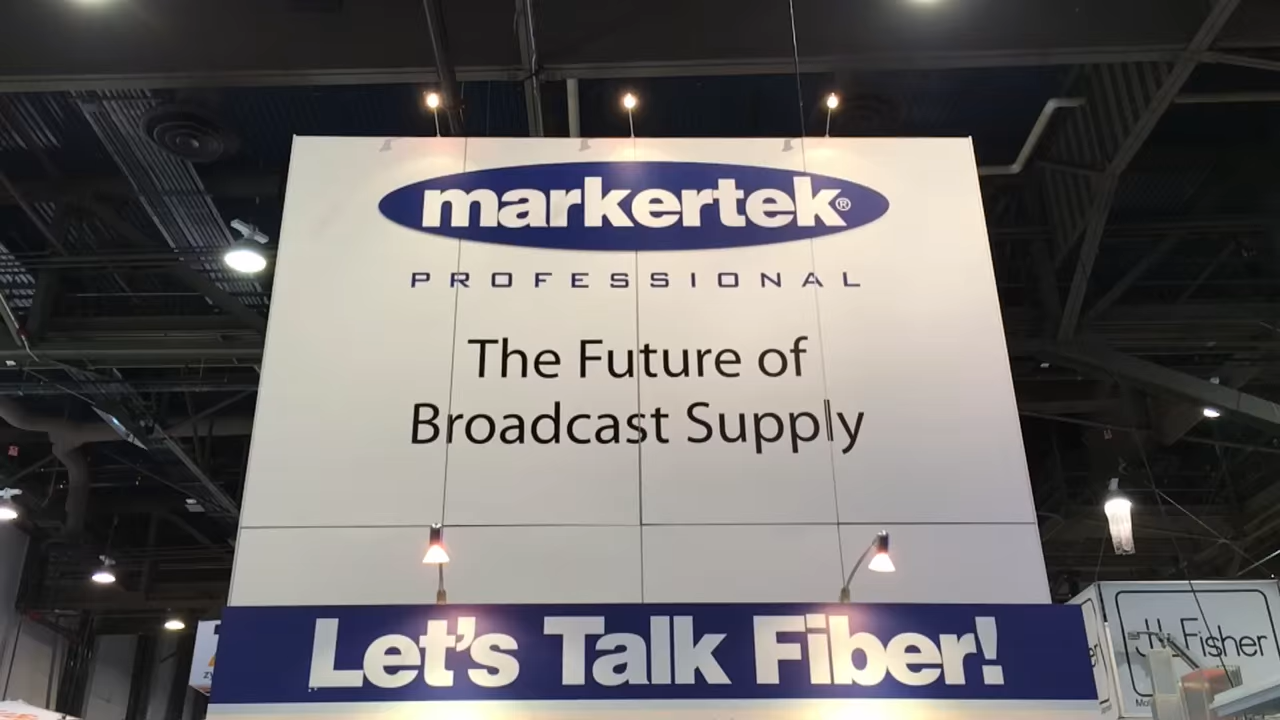 markertek®
PROFESSIONAL
The Future of
Broadcast Supply
Let's Talk Fiber!
J.L. Fisher